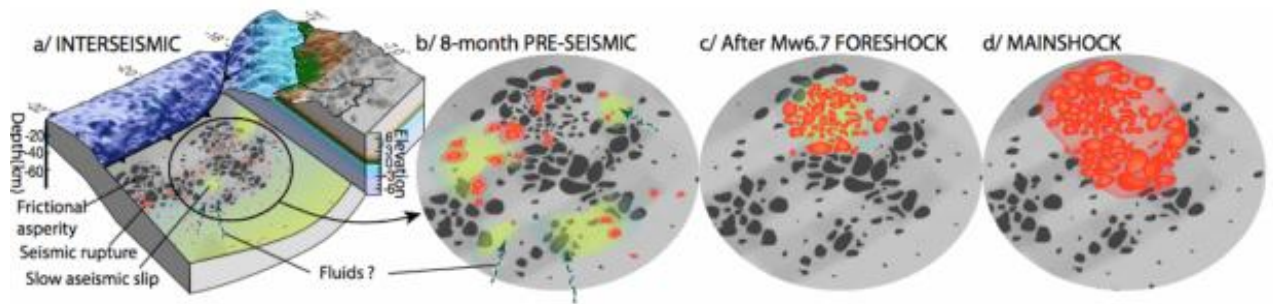 a/ INTERSEISMIC
b/ 8-month PRE-SEISMIC
c/ After Mw6.7 FORESHOCK
d/ MAINSHOCK
Depth(km)
-20
-40
-60
Elevation
Frictional
asperity
Seismic rupture
Slow aseismic slip
Fluids ?